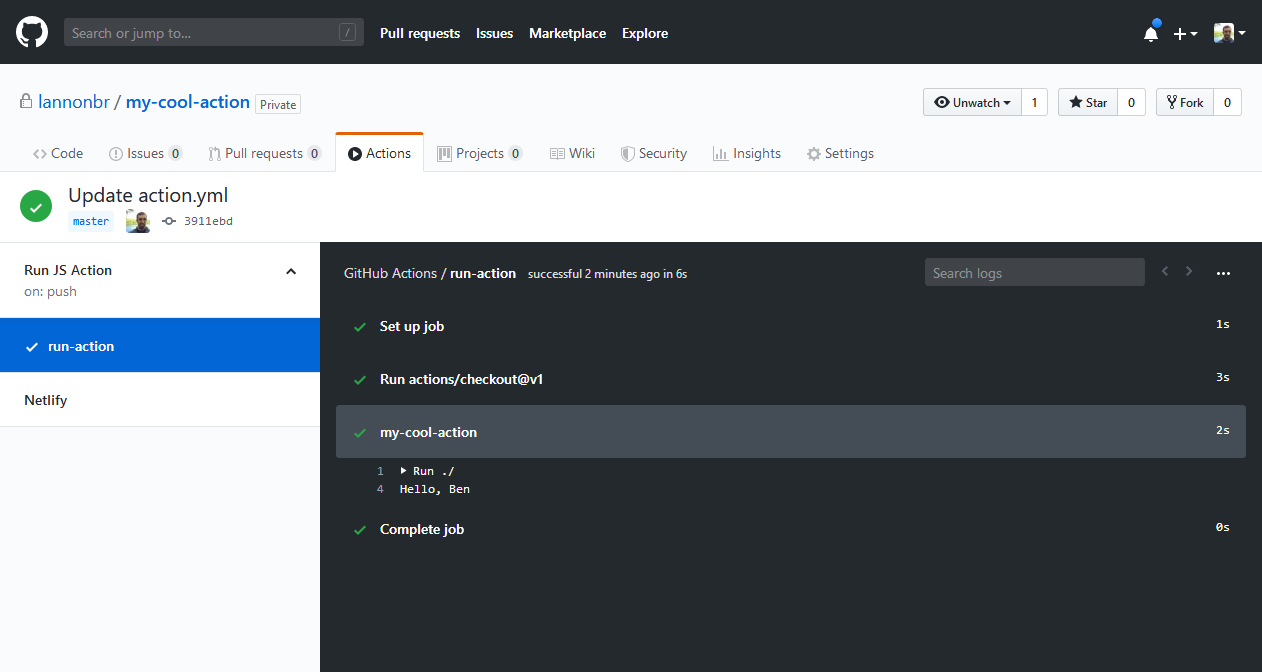 Search or jump to... / Pull requests Issues Marketplace Explore
lannonbr / my-cool-action Private Unwatch 1 Star 0 Fork 0
Code Issues 0 Pull requests 0 Actions Projects 0 Wiki Security Insights Settings
Update action.yml
master 3911ebd
Run JS Action
on: push
run-action
Netlify
GitHub Actions / run-action successful 2 minutes ago in 6s Search logs
Set up job 1s
Run actions/checkout@v1 3s
my-cool-action 2s
1 Run ./
4 Hello, Ben
Complete job 0s